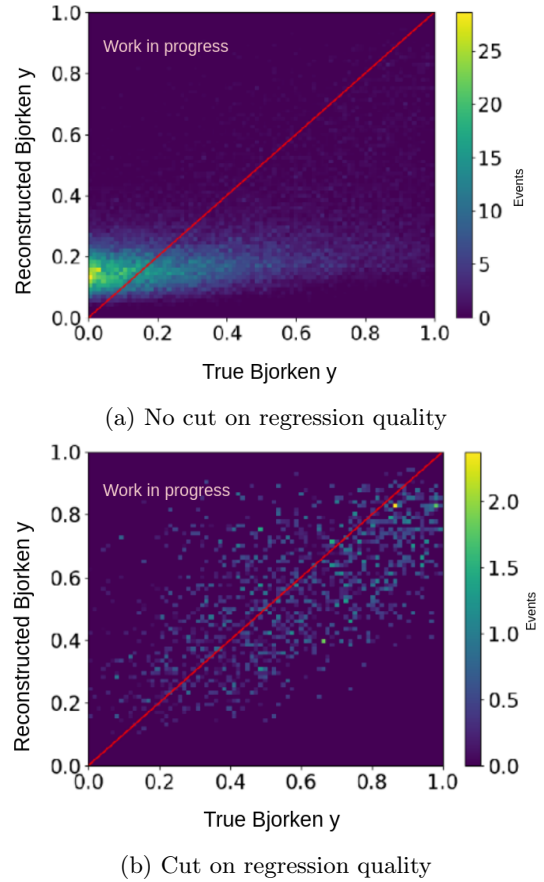 1.0
0.8
0.6
0.4
0.2
0.0
Reconstructed Bjorken y
Work in progress
0.0 0.2 0.4 0.6 0.8 1.0
True Bjorken y
25
20
15
10
5
0
Events
(a) No cut on regression quality
1.0
0.8
0.6
0.4
0.2
0.0
Reconstructed Bjorken y
Work in progress
0.0 0.2 0.4 0.6 0.8 1.0
True Bjorken y
2.0
1.5
1.0
0.5
0.0
Events
(b) Cut on regression quality